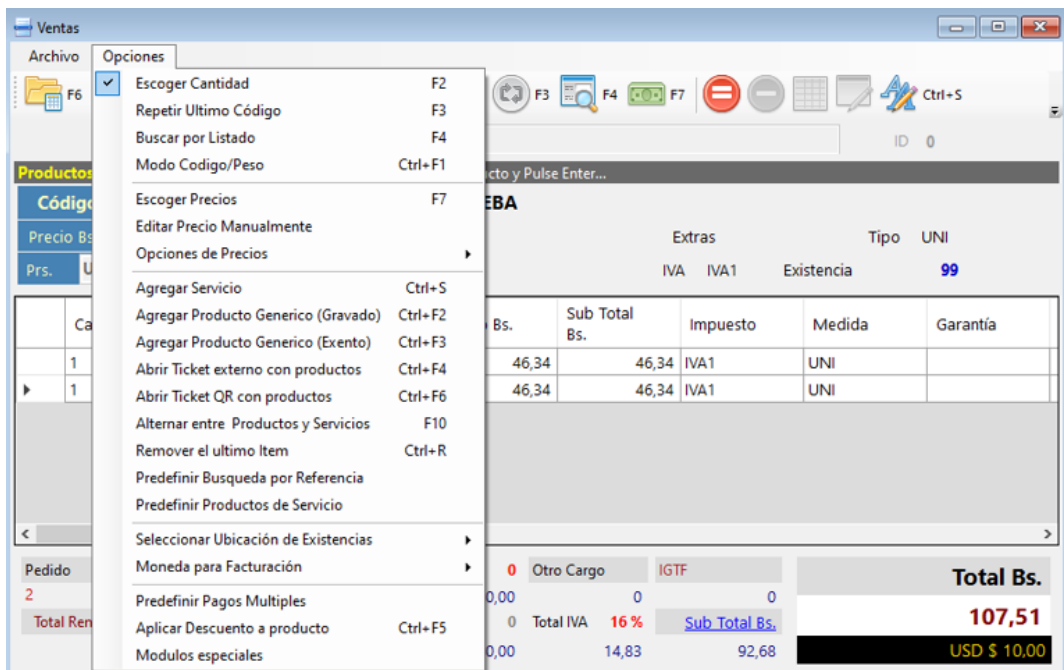 Ventas
Archivo Opciones
F6 F3 F4 F7 Ctrl+S
ID 0
Escoger Cantidad F2
Repetir Ultimo Código F3
Buscar por Listado F4
Modo Codigo/Peso Ctrl+F1
Escoger Precios F7
Editar Precio Manualmente
Opciones de Precios
Agregar Servicio Ctrl+S
Agregar Producto Generico (Gravado) Ctrl+F2
Agregar Producto Generico (Exento) Ctrl+F3
Abrir Ticket externo con productos Ctrl+F4
Abrir Ticket QR con productos Ctrl+F6
Alternar entre Productos y Servicios F10
Remover el ultimo Item Ctrl+R
Predefinir Busqueda por Referencia
Predefinir Productos de Servicio
Seleccionar Ubicación de Existencias
Moneda para Facturación
Predefinir Pagos Multiples
Aplicar Descuento a producto Ctrl+F5
Modulos especiales
Productos cto y Pulse Enter...
Código EBA
Precio Bs Extras Tipo UNI
Prs. U IVA IVA1 Existencia 99
Ca Bs. Sub Total Bs. Impuesto Medida Garantía
1 46,34 46,34 IVA1 UNI
1 46,34 46,34 IVA1 UNI
Pedido 0 Otro Cargo IGTF Total Bs.
2 0,00 0 0
Total Ren 0 Total IVA 16 % Sub Total Bs. 107,51
0,00 14,83 92,68 USD $ 10,00